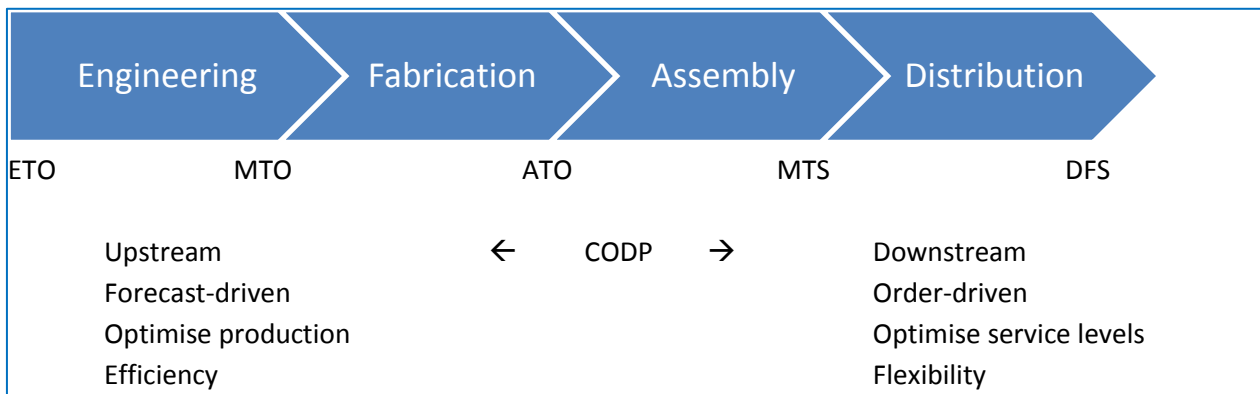 Engineering Fabrication Assembly Distribution
ETO MTO ATO MTS DFS
Upstream ← CODP → Downstream
Forecast-driven Order-driven
Optimise production Optimise service levels
Efficiency Flexibility